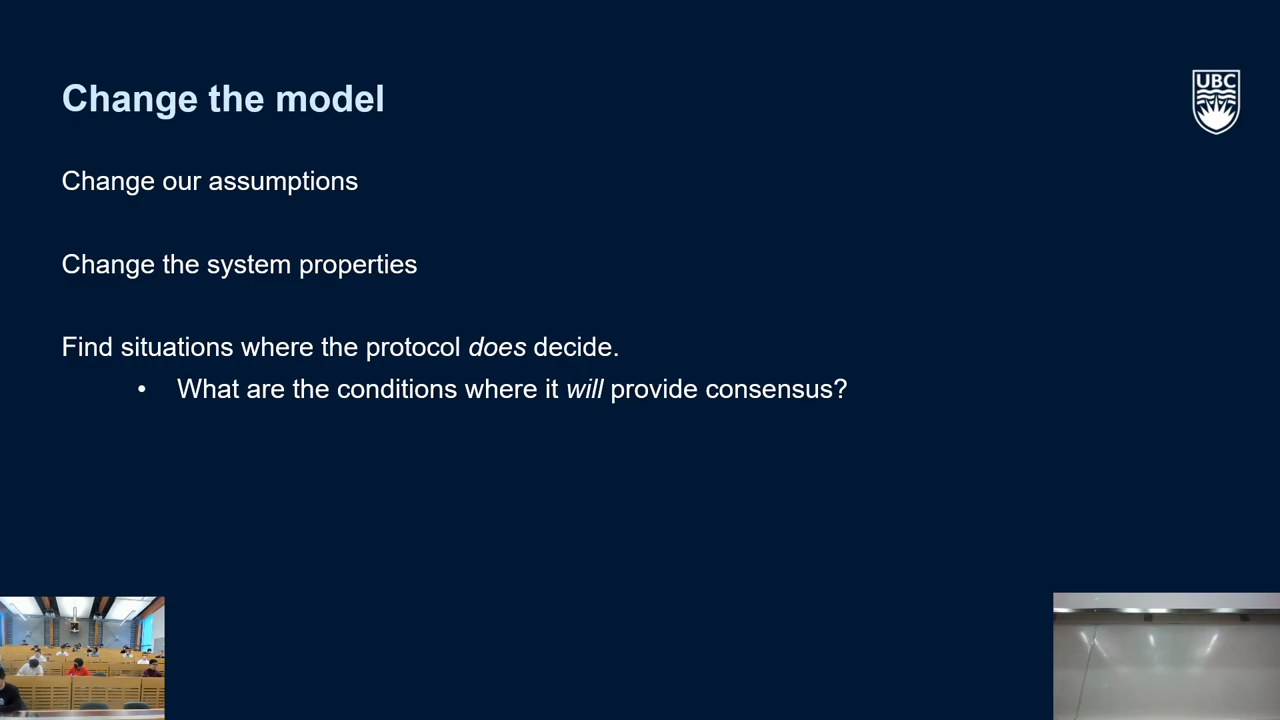 Change the model
UBC
Change our assumptions
Change the system properties
Find situations where the protocol does decide.
• What are the conditions where it will provide consensus?